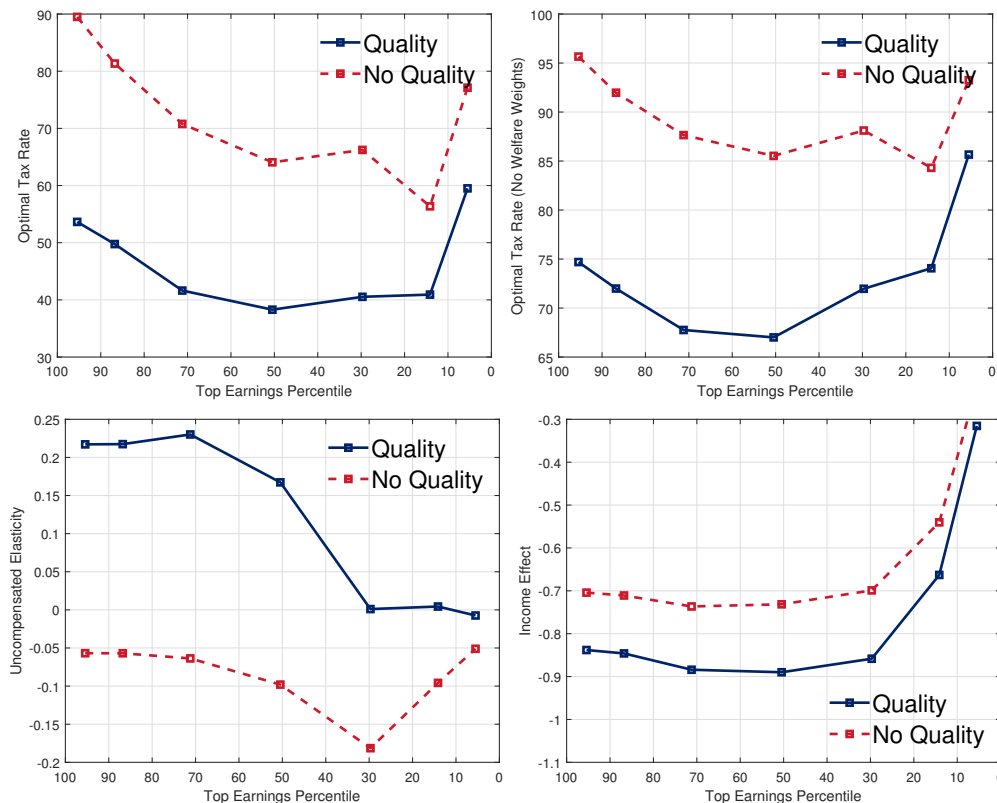 90
80
70
60
50
40
30
Optimal Tax Rate
Quality
No Quality
100 90 80 70 60 50 40 30 20 10 0
Top Earnings Percentile
100
95
90
85
80
75
70
65
Optimal Tax Rate (No Welfare Weights)
Quality
No Quality
100 90 80 70 60 50 40 30 20 10 0
Top Earnings Percentile
0.25
0.2
0.15
0.1
0.05
0
-0.05
-0.1
-0.15
-0.2
Uncompensated Elasticity
Quality
No Quality
100 90 80 70 60 50 40 30 20 10 0
Top Earnings Percentile
-0.3
-0.4
-0.5
-0.6
-0.7
-0.8
-0.9
-1
-1.1
Income Effect
Quality
No Quality
100 90 80 70 60 50 40 30 20 10 0
Top Earnings Percentile